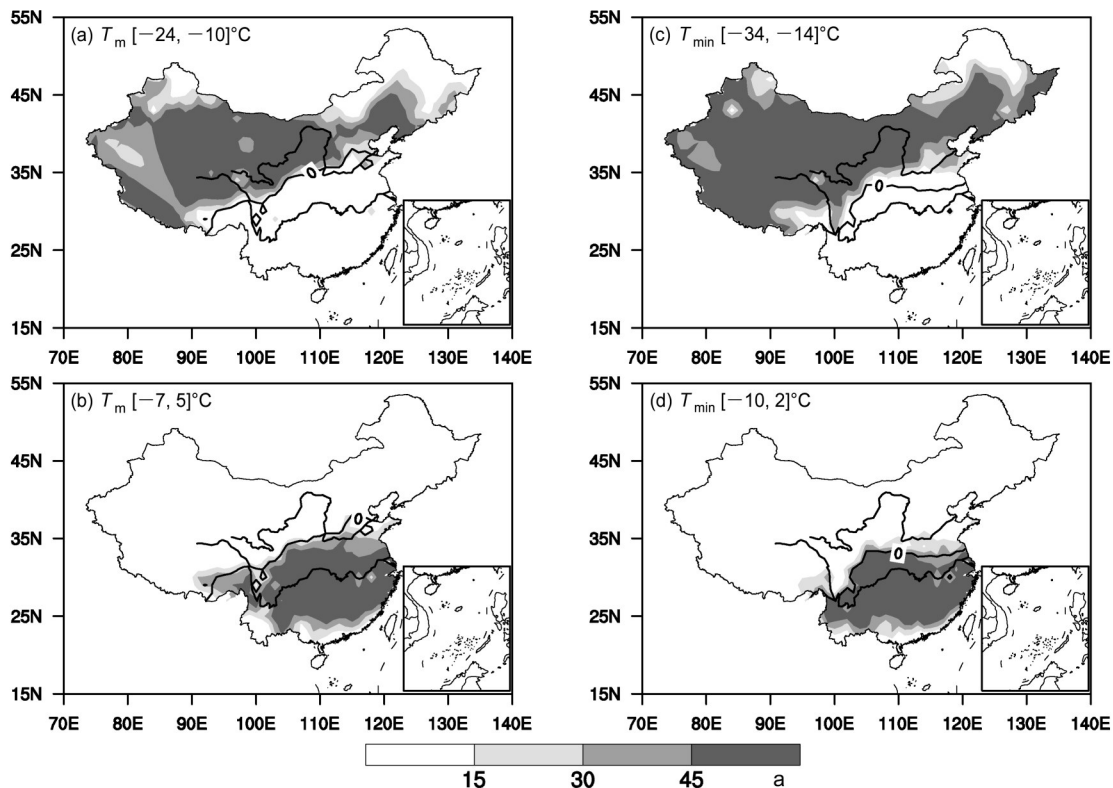 (a) Tm [−24, −10]°C
55N
45N
35N
25N
15N
0
70E 80E 90E 100E 110E 120E 130E 140E
(c) Tmin [−34, −14]°C
55N
45N
35N
25N
15N
0
70E 80E 90E 100E 110E 120E 130E 140E
(b) Tm [−7, 5]°C
55N
45N
35N
25N
15N
0
70E 80E 90E 100E 110E 120E 130E 140E
(d) Tmin [−10, 2]°C
55N
45N
35N
25N
15N
0
70E 80E 90E 100E 110E 120E 130E 140E
15 30 45 a